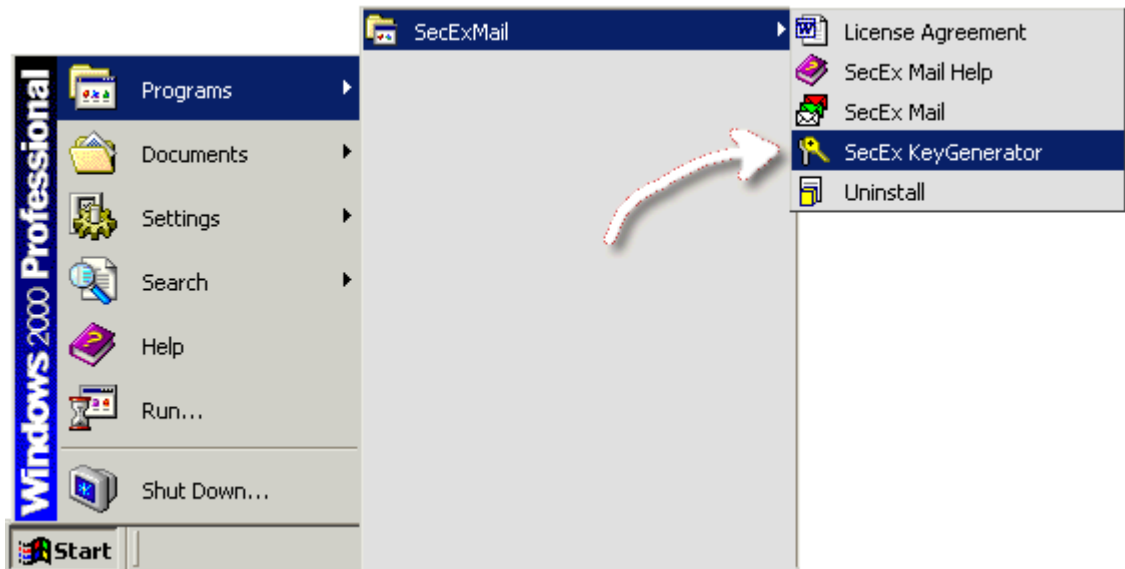 Windows 2000 Professional
Programs
Documents
Settings
Search
Help
Run...
Shut Down...
Start
SecExMail
License Agreement
SecEx Mail Help
SecEx Mail
SecEx KeyGenerator
Uninstall